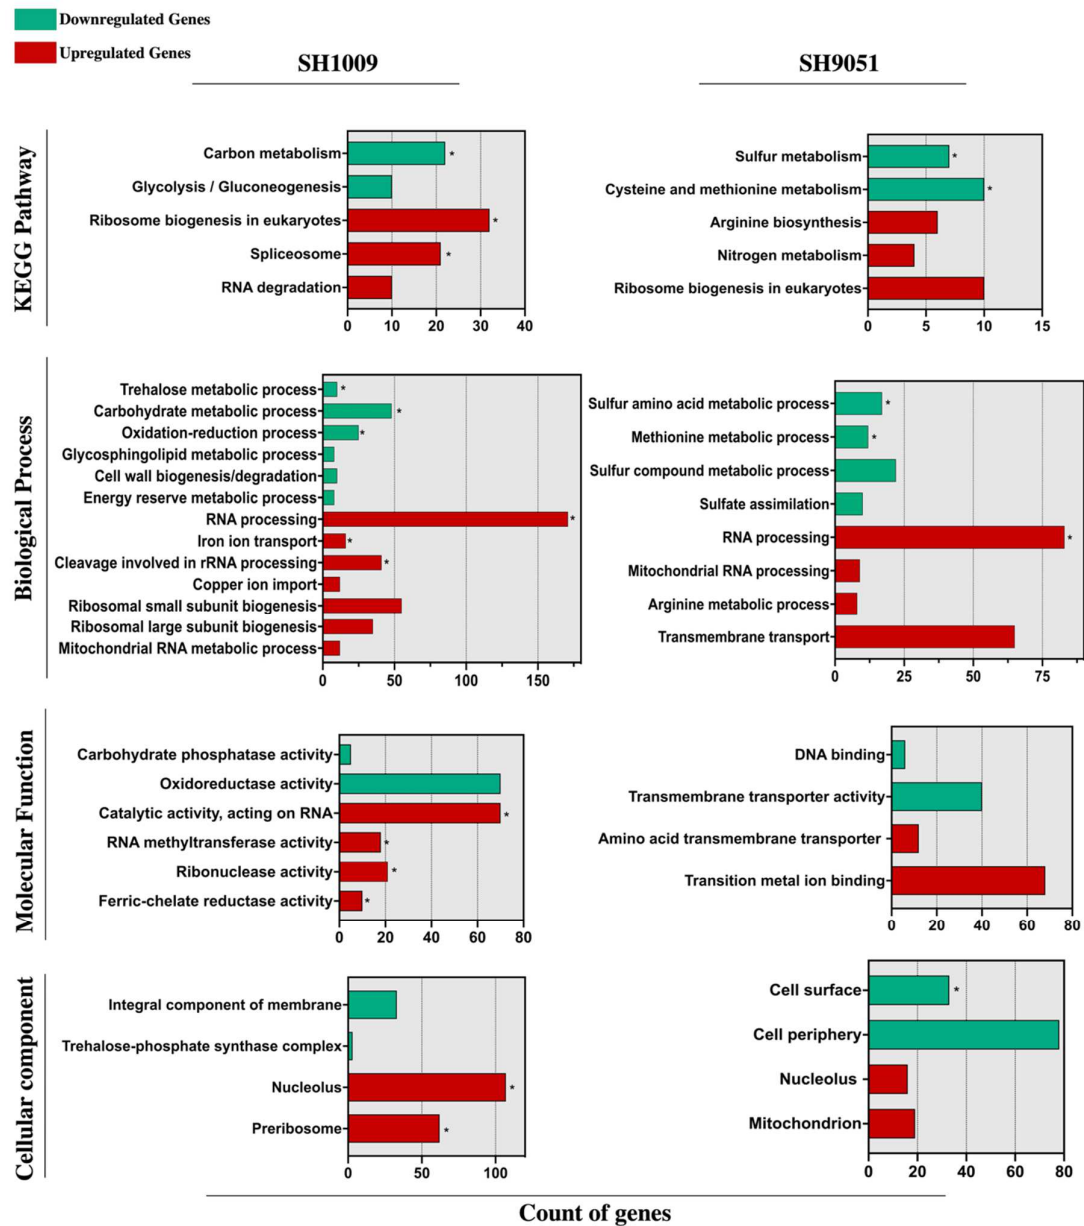 Downregulated Genes
Upregulated Genes
SH1009
SH9051
KEGG Pathway
Carbon metabolism
*
Glycolysis / Gluconeogenesis
Ribosome biogenesis in eukaryotes
*
Spliceosome
*
RNA degradation
0 10 20 30 40
Sulfur metabolism
*
Cysteine and methionine metabolism
*
Arginine biosynthesis
Nitrogen metabolism
Ribosome biogenesis in eukaryotes
0 5 10 15
Biological Process
Trehalose metabolic process
*
Carbohydrate metabolic process
*
Oxidation-reduction process
*
Glycosphingolipid metabolic process
Cell wall biogenesis/degradation
Energy reserve metabolic process
RNA processing
*
Iron ion transport
*
Cleavage involved in rRNA processing
*
Copper ion import
Ribosomal small subunit biogenesis
Ribosomal large subunit biogenesis
Mitochondrial RNA metabolic process
0 50 100 150
Sulfur amino acid metabolic process
*
Methionine metabolic process
*
Sulfur compound metabolic process
Sulfate assimilation
RNA processing
*
Mitochondrial RNA processing
Arginine metabolic process
Transmembrane transport
0 25 50 75
Molecular Function
Carbohydrate phosphatase activity
Oxidoreductase activity
Catalytic activity, acting on RNA
*
RNA methyltransferase activity
*
Ribonuclease activity
*
Ferric-chelate reductase activity
*
0 20 40 60 80
DNA binding
Transmembrane transporter activity
Amino acid transmembrane transporter
Transition metal ion binding
0 20 40 60 80
Cellular component
Integral component of membrane
Trehalose-phosphate synthase complex
Nucleolus
*
Preribosome
*
0 50 100
Cell surface
*
Cell periphery
Nucleolus
Mitochondrion
0 20 40 60 80
Count of genes